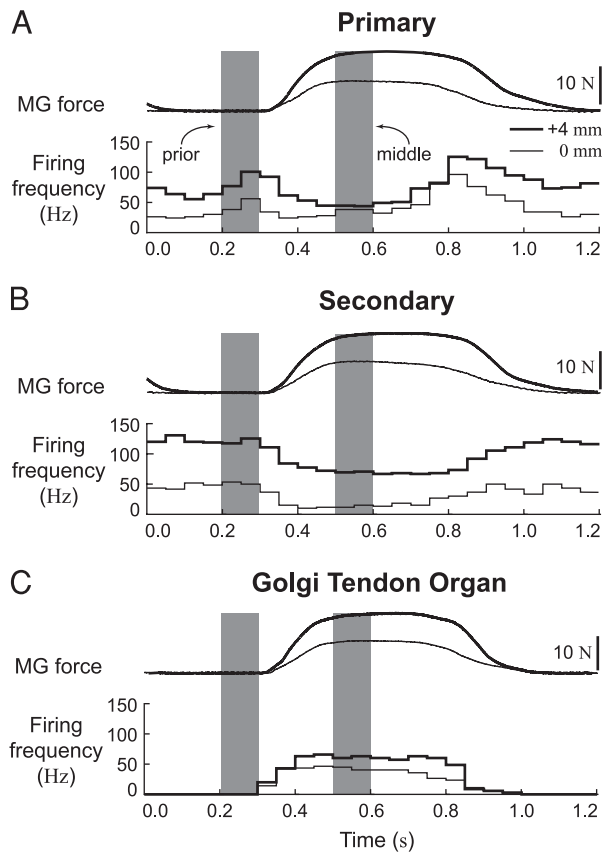 A
Primary
MG force
10 N
+4 mm
0 mm
prior
middle
Firing
frequency
(Hz)
150
100
50
0
0.0 0.2 0.4 0.6 0.8 1.0 1.2
B
Secondary
MG force
10 N
Firing
frequency
(Hz)
150
100
50
0
0.0 0.2 0.4 0.6 0.8 1.0 1.2
C
Golgi Tendon Organ
MG force
10 N
Firing
frequency
(Hz)
150
100
50
0
0.0 0.2 0.4 0.6 0.8 1.0 1.2
Time (s)